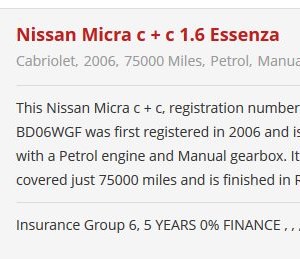 Nissan Micra c + c 1.6 Essenza
Cabriolet, 2006, 75000 Miles, Petrol, Manua
This Nissan Micra c + c, registration number
BD06WGF was first registered in 2006 and is
with a Petrol engine and Manual gearbox. It
covered just 75000 miles and is finished in R
Insurance Group 6, 5 YEARS 0% FINANCE , , ,